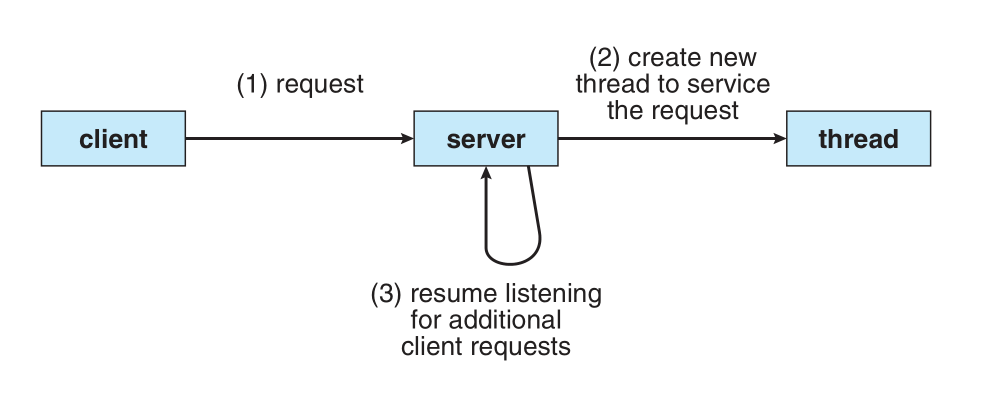 (1) request
(2) create new
thread to service
the request
client
server
thread
(3) resume listening
for additional
client requests